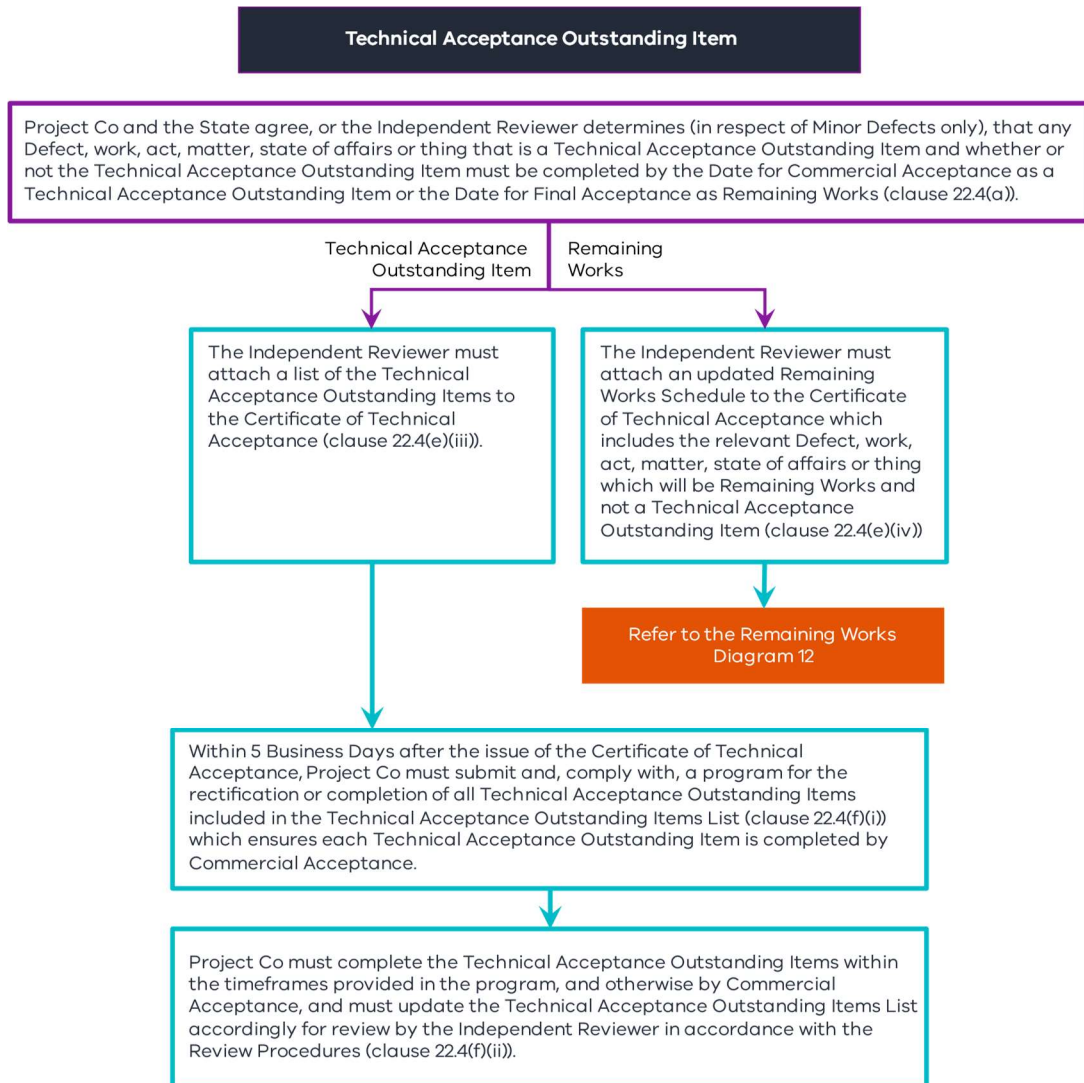 Technical Acceptance Outstanding Item
Project Co and the State agree, or the Independent Reviewer determines (in respect of Minor Defects only), that any
Defect, work, act, matter, state of affairs or thing that is a Technical Acceptance Outstanding Item and whether or
not the Technical Acceptance Outstanding Item must be completed by the Date for Commercial Acceptance as a
Technical Acceptance Outstanding Item or the Date for Final Acceptance as Remaining Works (clause 22.4(a)).
Technical Acceptance
Outstanding Item
Remaining
Works
The Independent Reviewer must
attach a list of the Technical
Acceptance Outstanding Items to
the Certificate of Technical
Acceptance (clause 22.4(e)(iii)).
The Independent Reviewer must
attach an updated Remaining
Works Schedule to the Certificate
of Technical Acceptance which
includes the relevant Defect, work,
act, matter, state of affairs or thing
which will be Remaining Works and
not a Technical Acceptance
Outstanding Item (clause 22.4(e)(iv))
Refer to the Remaining Works
Diagram 12
Within 5 Business Days after the issue of the Certificate of Technical
Acceptance, Project Co must submit and, comply with, a program for the
rectification or completion of all Technical Acceptance Outstanding Items
included in the Technical Acceptance Outstanding Items List (clause 22.4(f)(i))
which ensures each Technical Acceptance Outstanding Item is completed by
Commercial Acceptance.
Project Co must complete the Technical Acceptance Outstanding Items within
the timeframes provided in the program, and otherwise by Commercial
Acceptance, and must update the Technical Acceptance Outstanding Items List
accordingly for review by the Independent Reviewer in accordance with the
Review Procedures (clause 22.4(f)(ii)).